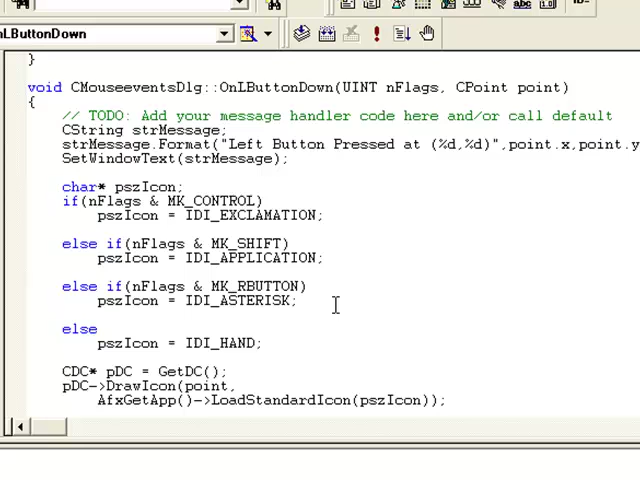 nLButtonDown
}
void CMouseeventsDlg::OnLButtonDown(UINT nFlags, CPoint point)
{
// TODO: Add your message handler code here and/or call default
CString strMessage;
strMessage.Format("Left Button Pressed at (%d,%d)",point.x,point.y
SetWindowText(strMessage);
char* pszIcon;
if(nFlags & MK_CONTROL)
pszIcon = IDI_EXCLAMATION;
else if(nFlags & MK_SHIFT)
pszIcon = IDI_APPLICATION;
else if(nFlags & MK_RBUTTON)
pszIcon = IDI_ASTERISK;
else
pszIcon = IDI_HAND;
CDC* pDC = GetDC();
pDC->DrawIcon(point,
AfxGetApp()->LoadStandardIcon(pszIcon));